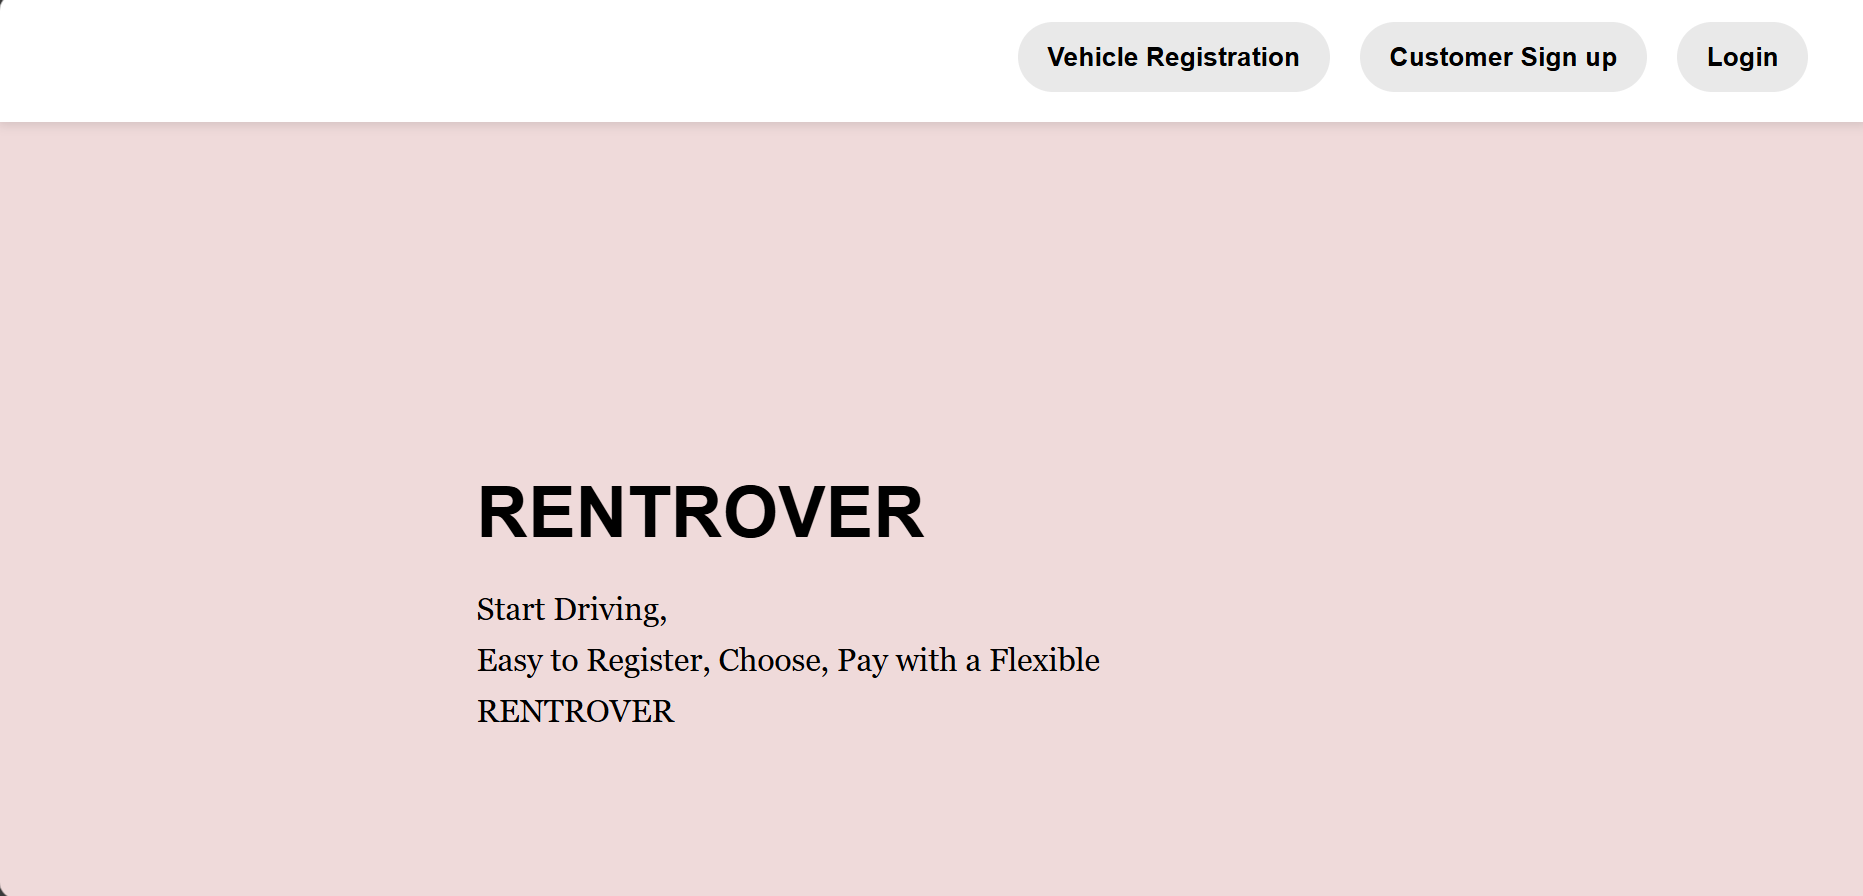 Vehicle Registration
Customer Sign up
Login
RENTROVER
Start Driving,
Easy to Register, Choose, Pay with a Flexible
RENTROVER